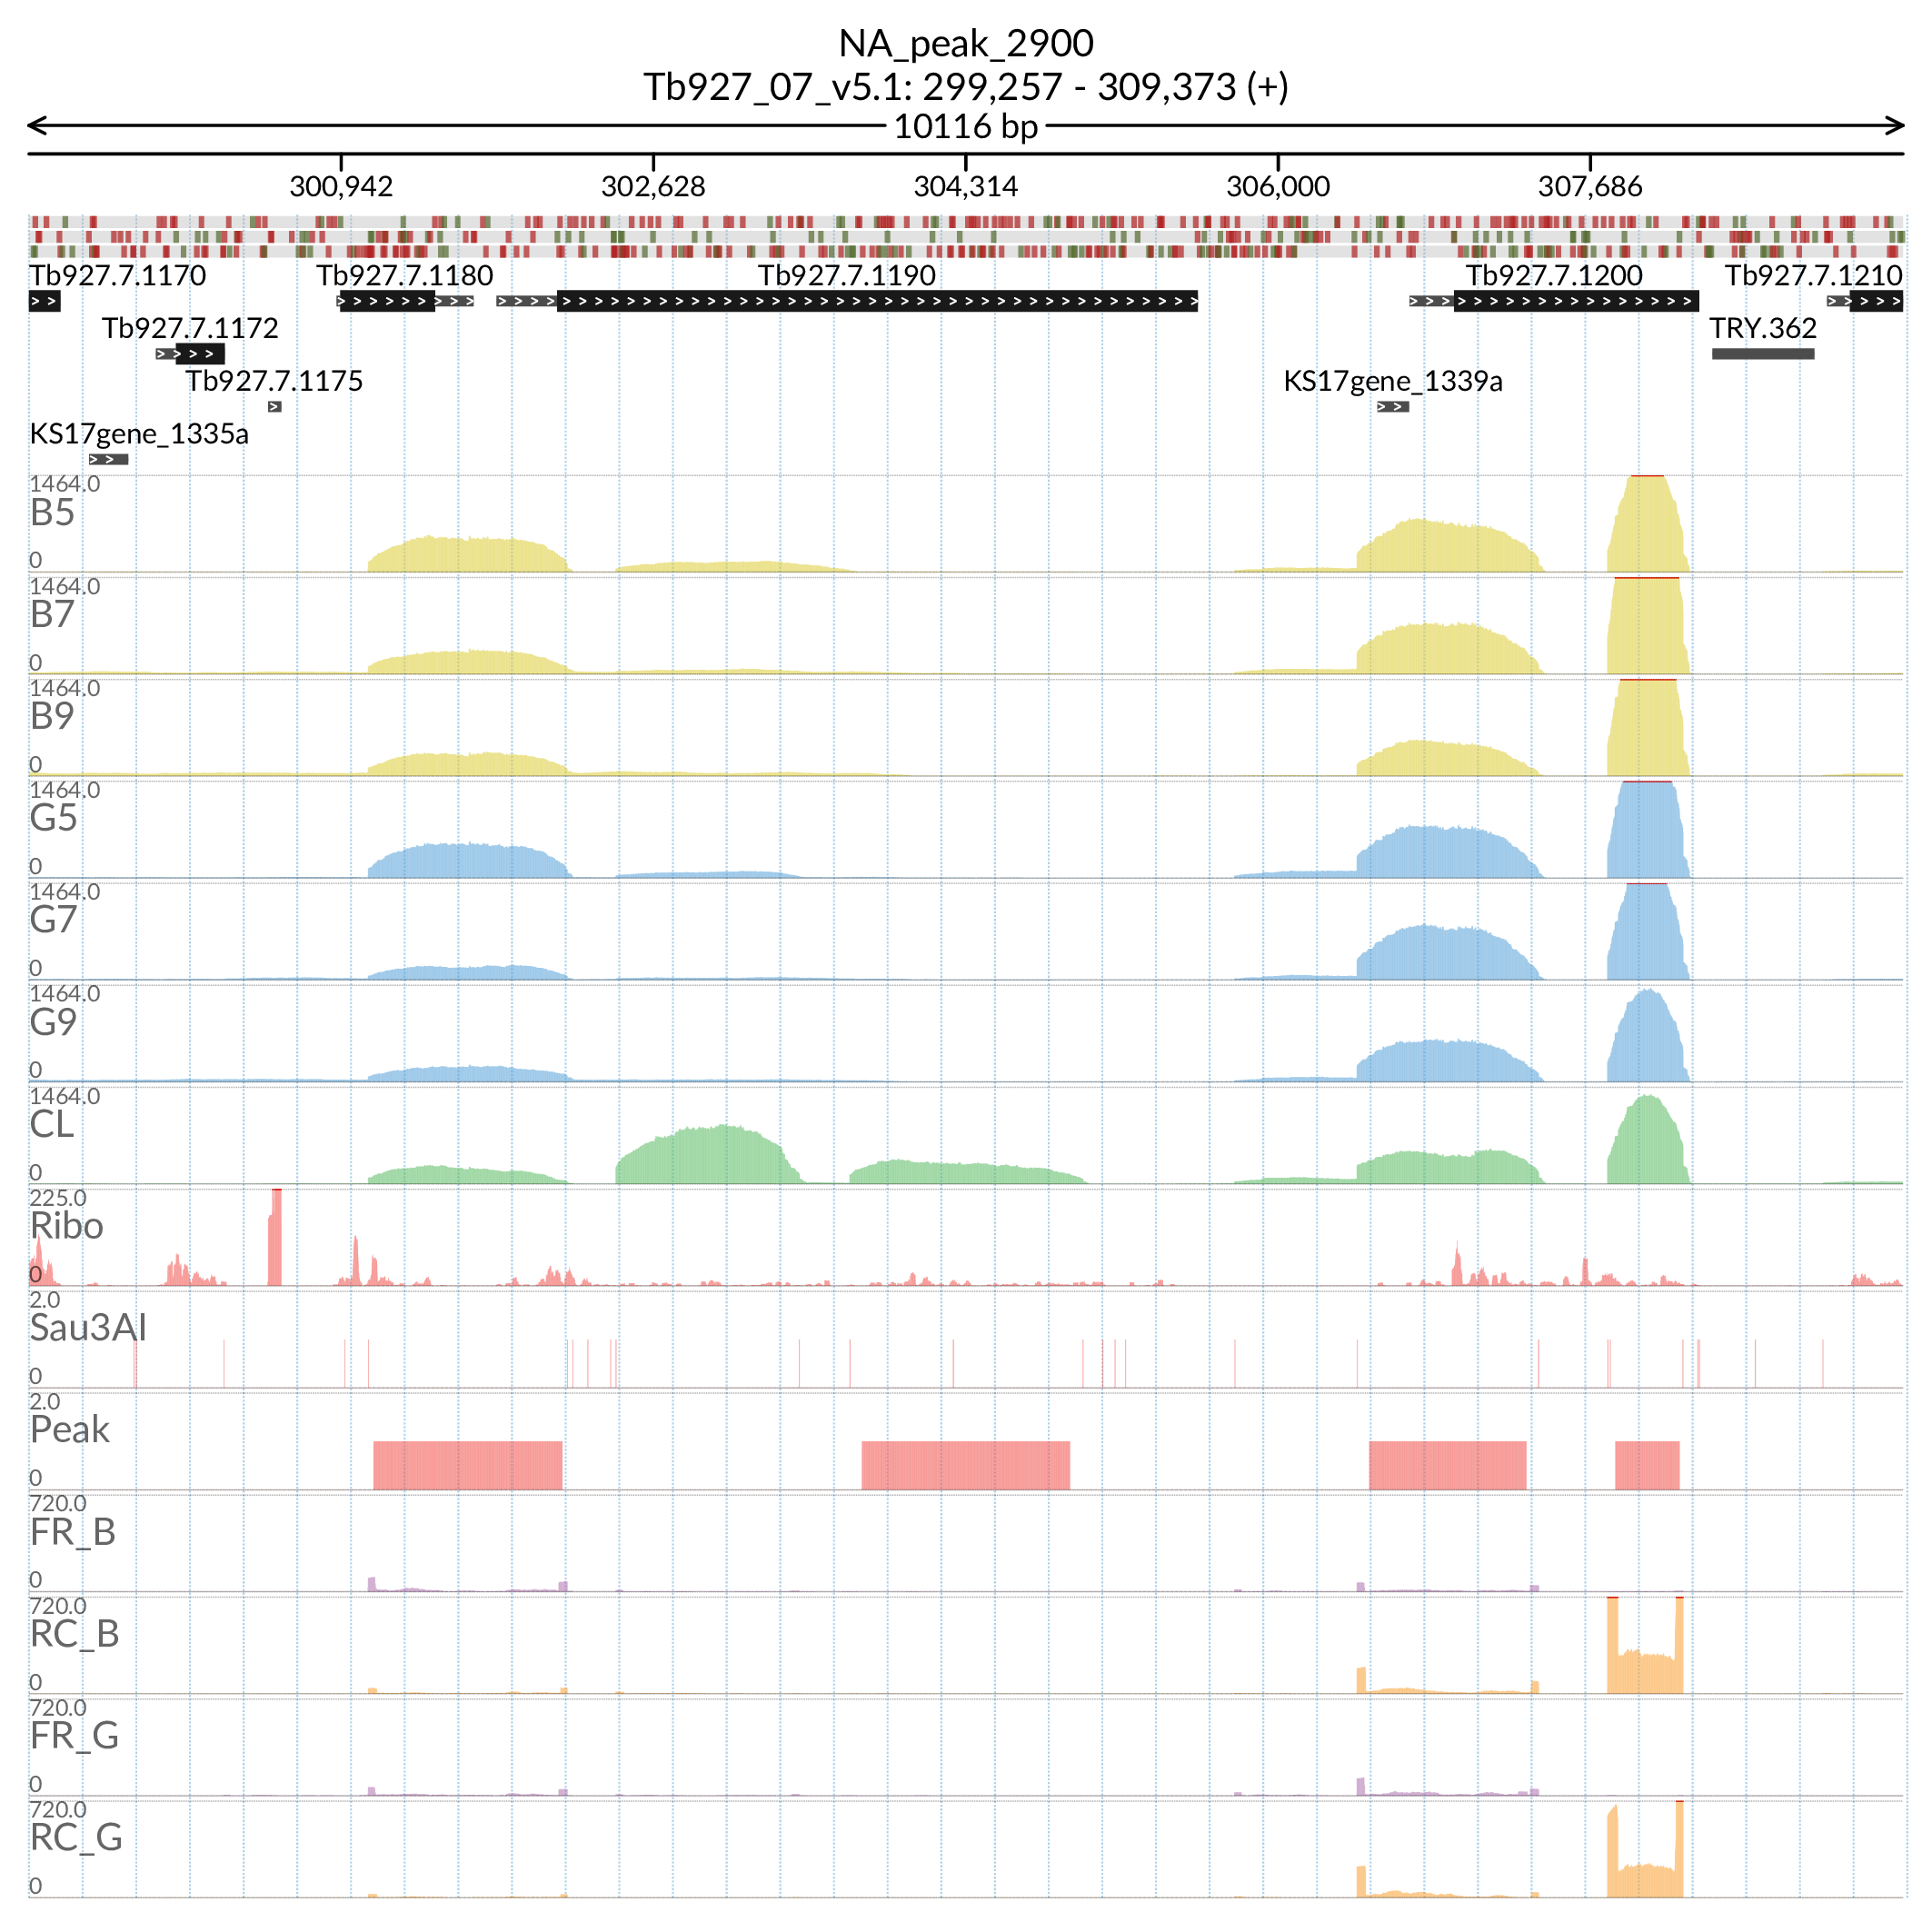 NA_peak_2900
Tb927_07_v5.1: 299,257 - 309,373 (+)
10116 bp
300,942 302,628 304,314 306,000 307,686
Tb927.7.1170 Tb927.7.1180 Tb927.7.1190 Tb927.7.1200 Tb927.7.1210
Tb927.7.1172 TRY.362
Tb927.7.1175 KS17gene_1339a
KS17gene_1335a
1464.0
B5
0
1464.0
B7
0
1464.0
B9
0
1464.0
G5
0
1464.0
G7
0
1464.0
G9
0
1464.0
CL
0
225.0
Ribo
0
2.0
Sau3AI
0
2.0
Peak
0
720.0
FR_B
0
720.0
RC_B
0
720.0
FR_G
0
720.0
RC_G
0